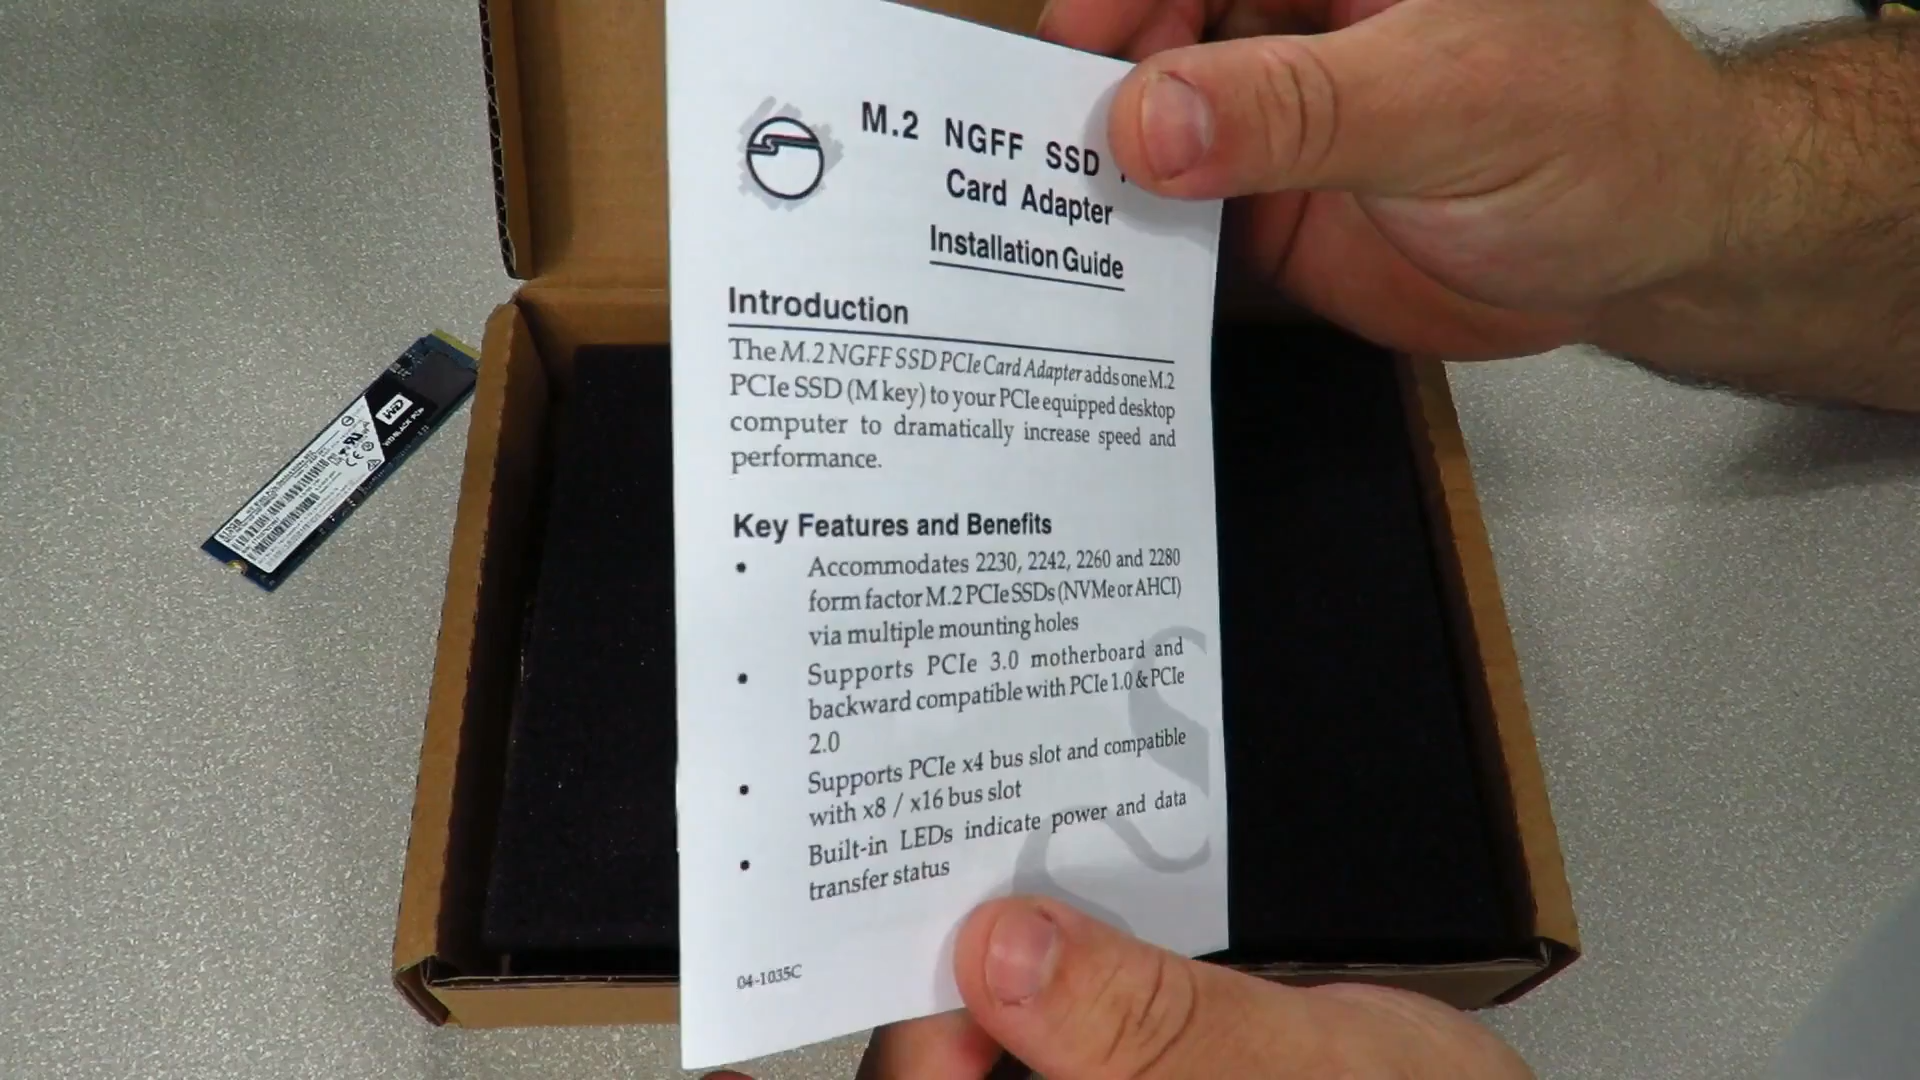 M.2 NGFF SSD
Card Adapter
Installation Guide
Introduction
The M.2 NGFF SSD PCIe Card Adapter adds one M.2
PCIe SSD (M key) to your PCIe equipped desktop
computer to dramatically increase speed and
performance.
Key Features and Benefits
• Accommodates 2230, 2242, 2260 and 2280
form factor M.2 PCIe SSDs (NVMe or AHCI)
via multiple mounting holes
• Supports PCIe 3.0 motherboard and
backward compatible with PCIe 1.0 & PCIe
2.0
• Supports PCIe x4 bus slot and compatible
with x8 / x16 bus slot
• Built-in LEDs indicate power and data
transfer status
04-1035C
WD
WD BLACK PCIe